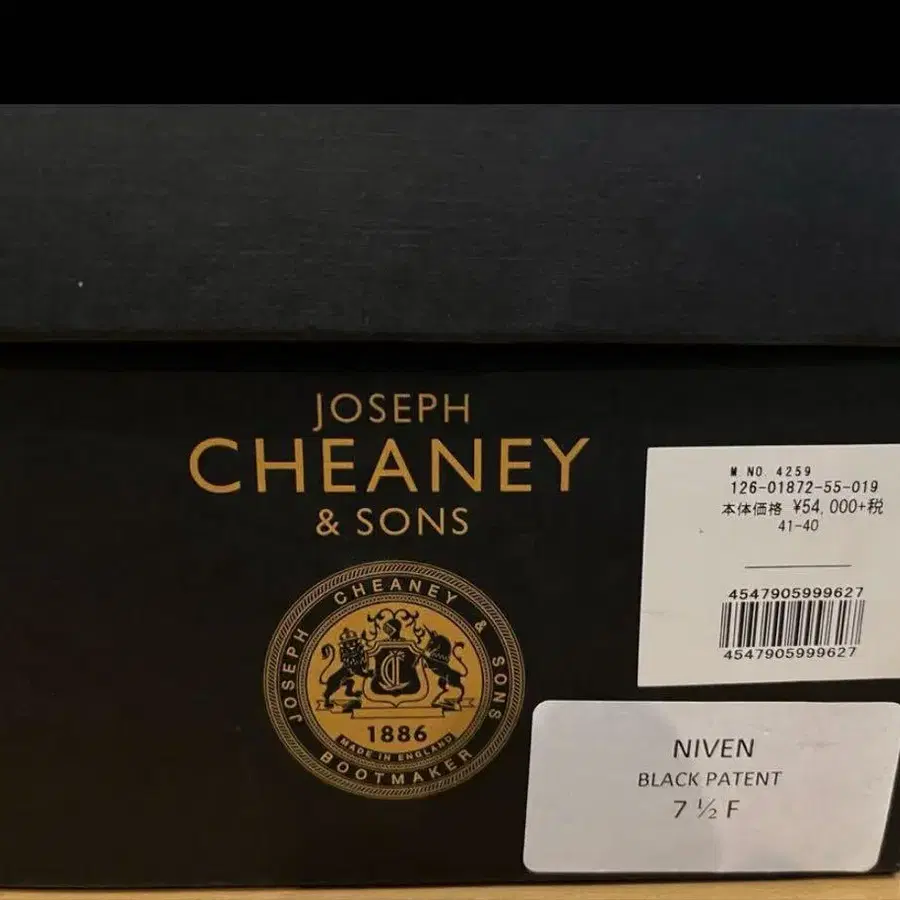 JOSEPH
CHEANEY
& SONS
JOSEPH CHEANEY & SONS
1886
MADE IN ENGLAND
BOOTMAKER
M NO. 4259
126-01872-55-019
本体価格 ¥54,000+税
41-40
4547905999627
4547905999627
NIVEN
BLACK PATENT
7 ½ F